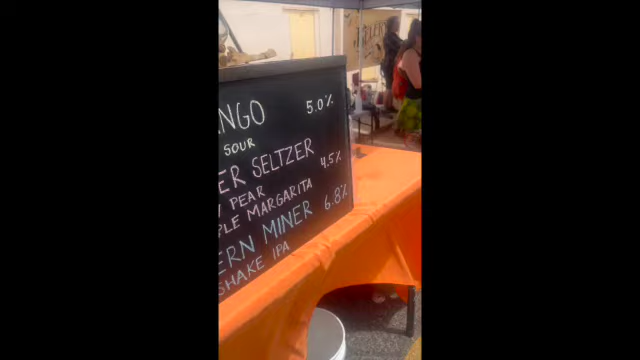 NGO 5.0%
SOUR
ER SELTZER 4.5%
PEAR
PLE MARGARITA
ERN MINER 6.8%
SHAKE IPA